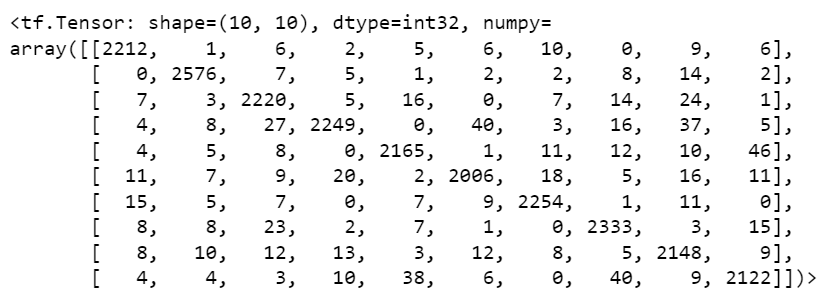 <tf.Tensor: shape=(10, 10), dtype=int32, numpy=
array([[2212, 1, 6, 2, 5, 6, 10, 0, 9, 6],
[ 0, 2576, 7, 5, 1, 2, 2, 8, 14, 2],
[ 7, 3, 2220, 5, 16, 0, 7, 14, 24, 1],
[ 4, 8, 27, 2249, 0, 40, 3, 16, 37, 5],
[ 4, 5, 8, 0, 2165, 1, 11, 12, 10, 46],
[ 11, 7, 9, 20, 2, 2006, 18, 5, 16, 11],
[ 15, 5, 7, 0, 7, 9, 2254, 1, 11, 0],
[ 8, 8, 23, 2, 7, 1, 0, 2333, 3, 15],
[ 8, 10, 12, 13, 3, 12, 8, 5, 2148, 9],
[ 4, 4, 3, 10, 38, 6, 0, 40, 9, 2122]])>